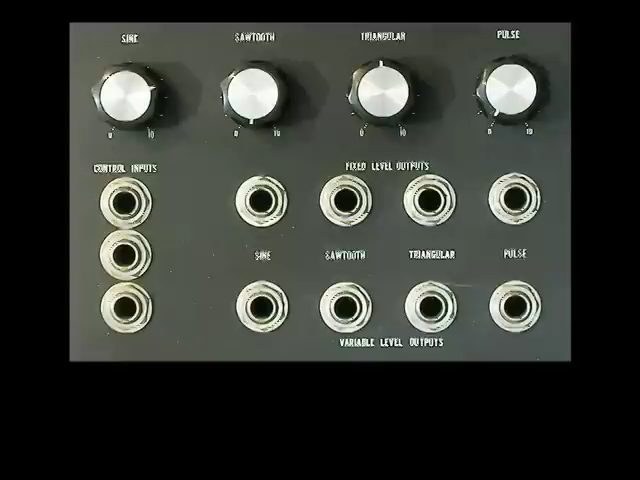 SINE SAWTOOTH TRIANGULAR PULSE
0 10 0 10 0 10 0 10
CONTROL INPUTS FIXED LEVEL OUTPUTS
SINE SAWTOOTH TRIANGULAR PULSE
VARIABLE LEVEL OUTPUTS